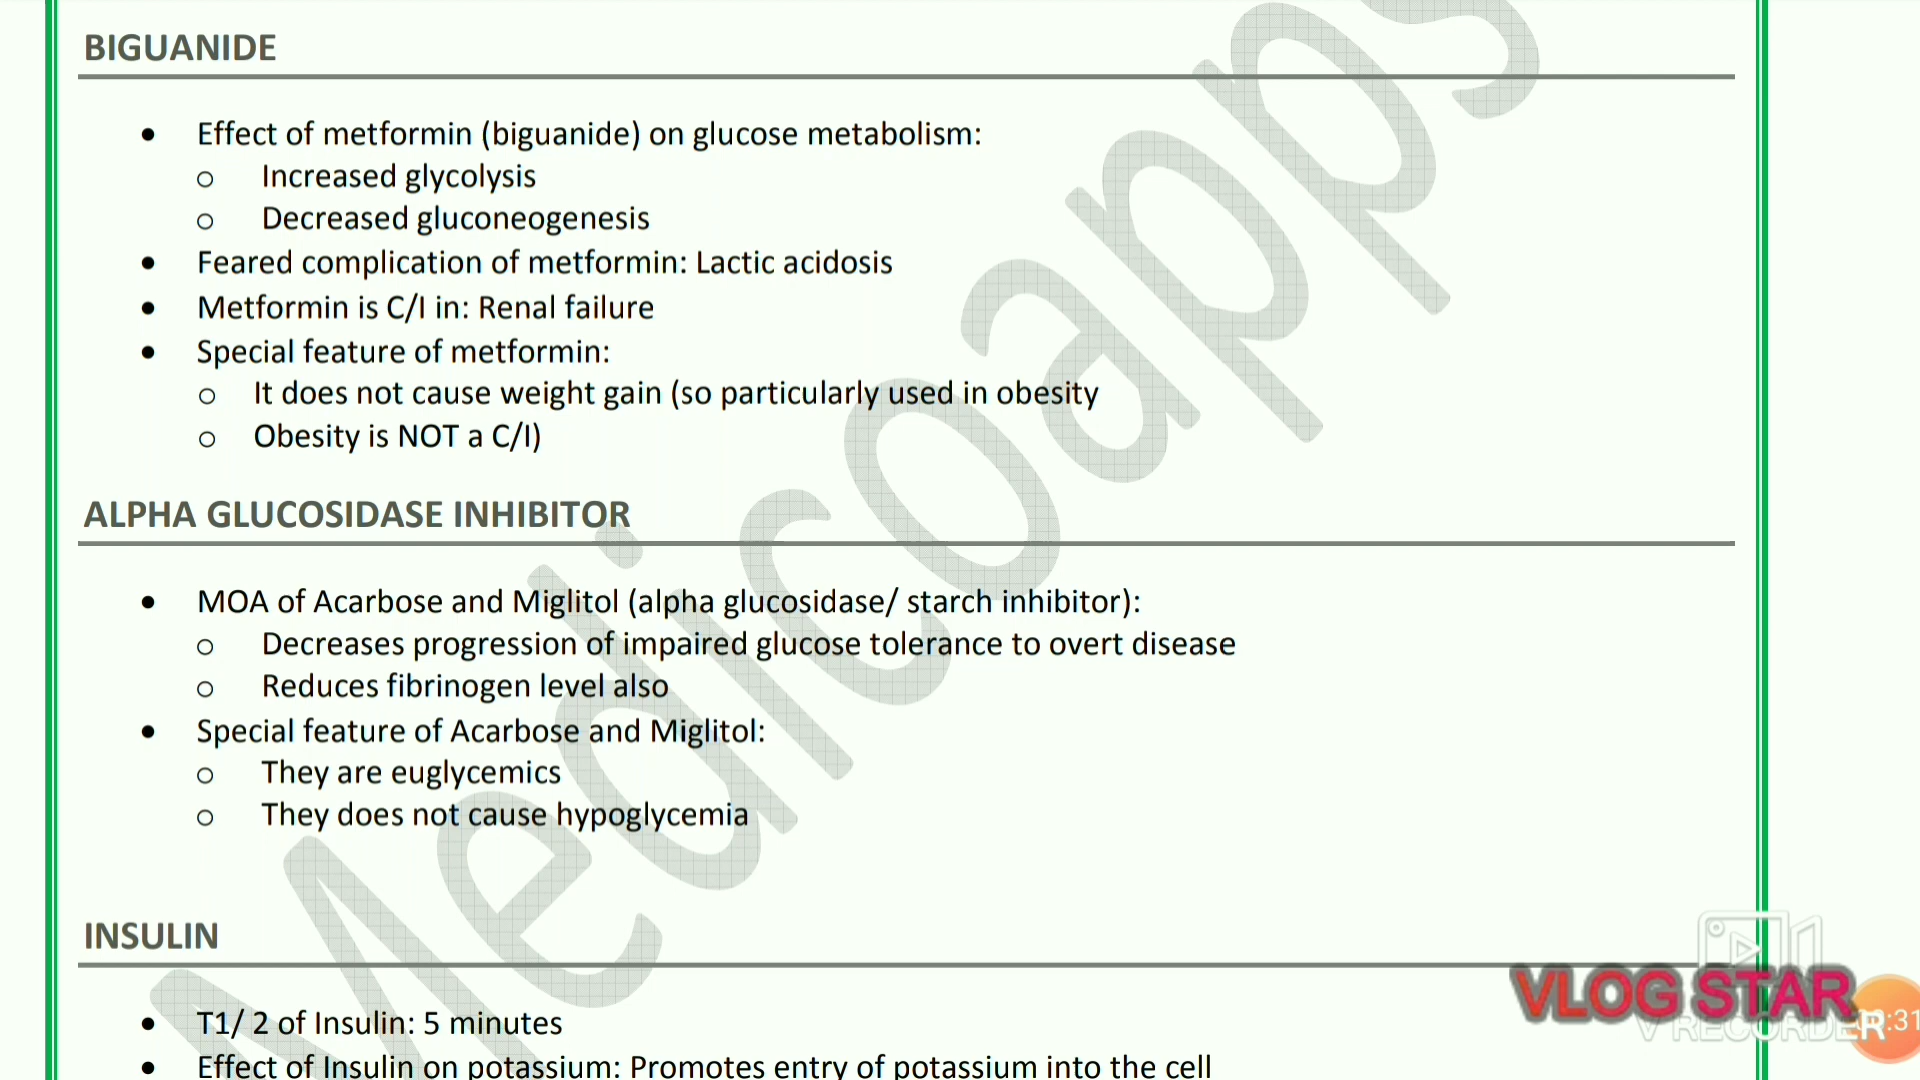 BIGUANIDE
• Effect of metformin (biguanide) on glucose metabolism:
o Increased glycolysis
o Decreased gluconeogenesis
• Feared complication of metformin: Lactic acidosis
• Metformin is C/I in: Renal failure
• Special feature of metformin:
o It does not cause weight gain (so particularly used in obesity
o Obesity is NOT a C/I)
ALPHA GLUCOSIDASE INHIBITOR
• MOA of Acarbose and Miglitol (alpha glucosidase/ starch inhibitor):
o Decreases progression of impaired glucose tolerance to overt disease
o Reduces fibrinogen level also
• Special feature of Acarbose and Miglitol:
o They are euglycemics
o They does not cause hypoglycemia
INSULIN
• T1/ 2 of Insulin: 5 minutes
• Effect of Insulin on potassium: Promotes entry of potassium into the cell
Medicoapps
VLOG STAR
V RECORDER
:31